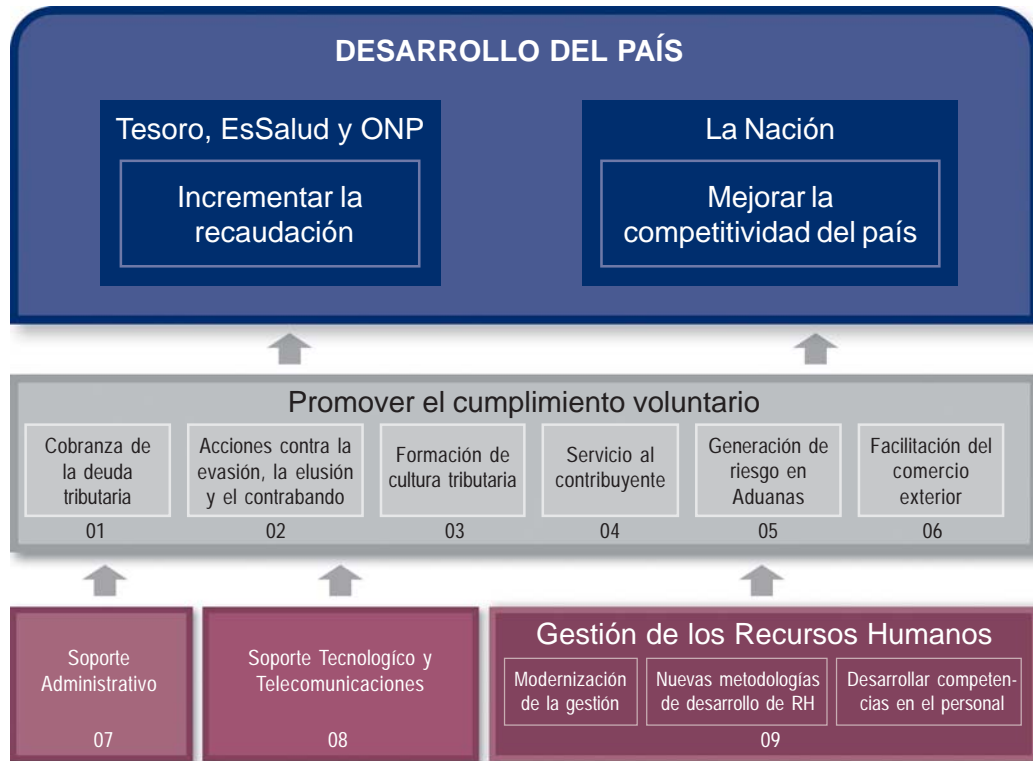 DESARROLLO DEL PAÍS
Tesoro, EsSalud y ONP
Incrementar la
recaudación
La Nación
Mejorar la
competitividad del país
Promover el cumplimiento voluntario
Cobranza de
la deuda
tributaria
01
Acciones contra la
evasión, la elusión
y el contrabando
02
Formación de
cultura tributaria
03
Servicio al
contribuyente
04
Generación de
riesgo en
Aduanas
05
Facilitación del
comercio
exterior
06
Soporte
Administrativo
07
Soporte Tecnologíco y
Telecomunicaciones
08
Gestión de los Recursos Humanos
Modernización
de la gestión
Nuevas metodologías
de desarrollo de RH
Desarrollar competen-
cias en el personal
09